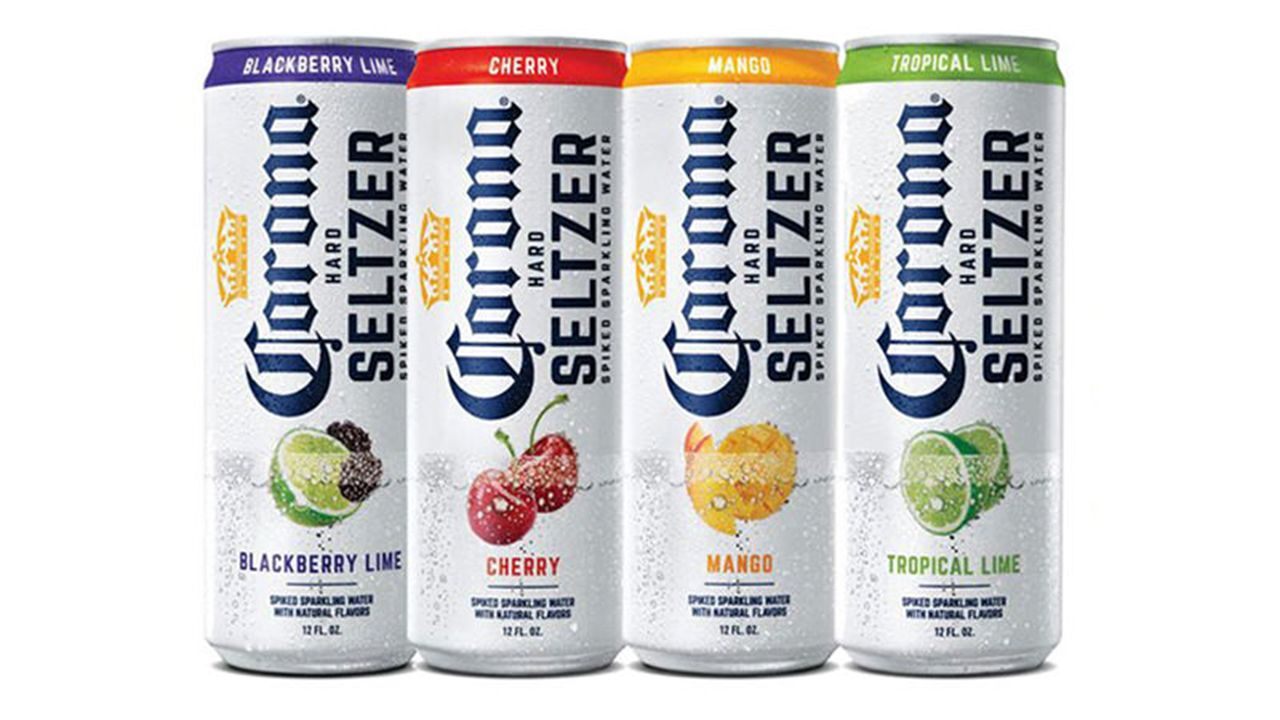 BLACKBERRY LIME
Corona®
HARD
SELTZER
SPIKED SPARKLING WATER
BLACKBERRY LIME
SPIKED SPARKLING WATER
WITH NATURAL FLAVORS
12 FL. OZ.
CHERRY
Corona®
HARD
SELTZER
SPIKED SPARKLING WATER
CHERRY
SPIKED SPARKLING WATER
WITH NATURAL FLAVORS
12 FL. OZ.
MANGO
Corona®
HARD
SELTZER
SPIKED SPARKLING WATER
MANGO
SPIKED SPARKLING WATER
WITH NATURAL FLAVORS
12 FL. OZ.
TROPICAL LIME
Corona®
HARD
SELTZER
SPIKED SPARKLING WATER
TROPICAL LIME
SPIKED SPARKLING WATER
WITH NATURAL FLAVORS
12 FL. OZ.